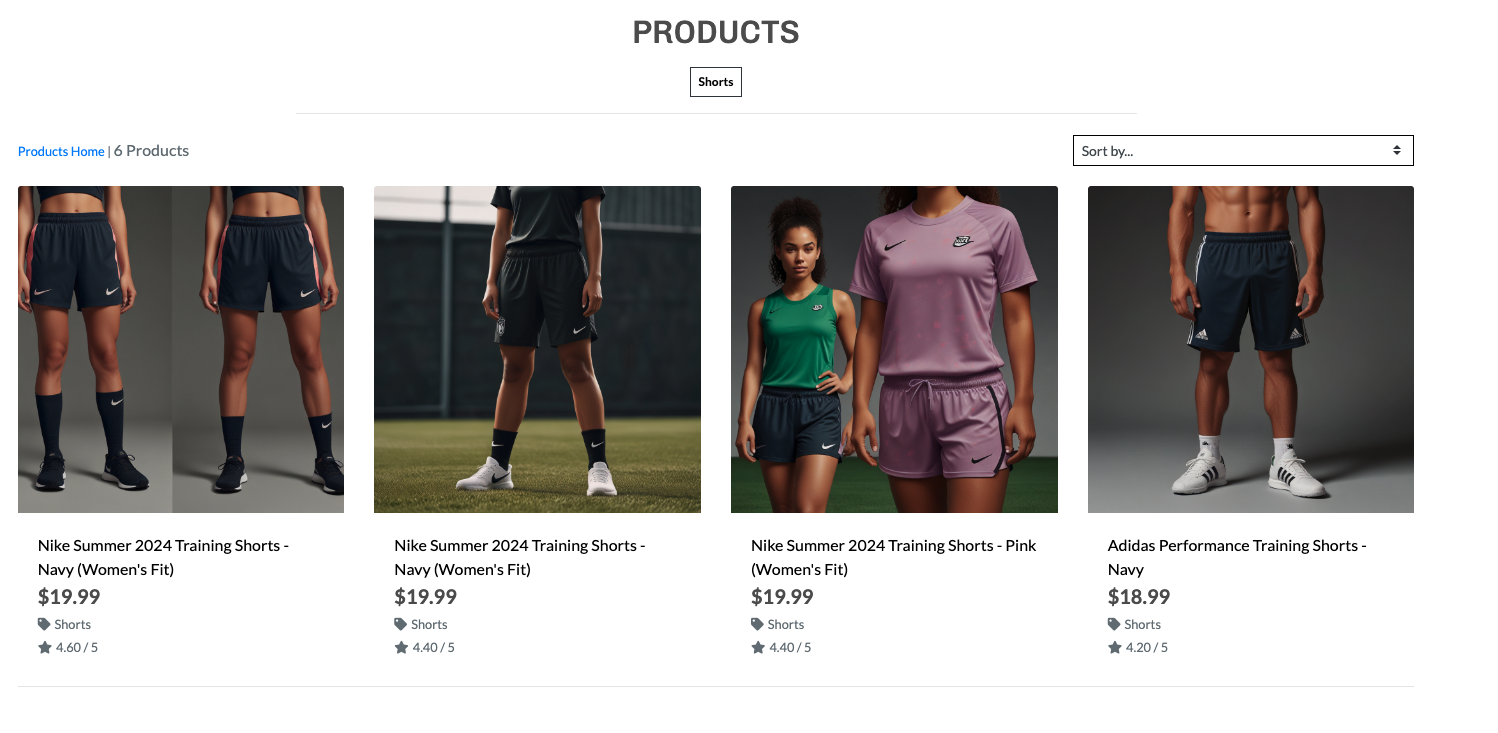 PRODUCTS
Shorts
Products Home | 6 Products
Sort by...
Nike Summer 2024 Training Shorts -
Navy (Women's Fit)
$19.99
Shorts
4.60 / 5
Nike Summer 2024 Training Shorts -
Navy (Women's Fit)
$19.99
Shorts
4.40 / 5
Nike Summer 2024 Training Shorts - Pink
(Women's Fit)
$19.99
Shorts
4.40 / 5
Adidas Performance Training Shorts -
Navy
$18.99
Shorts
4.20 / 5